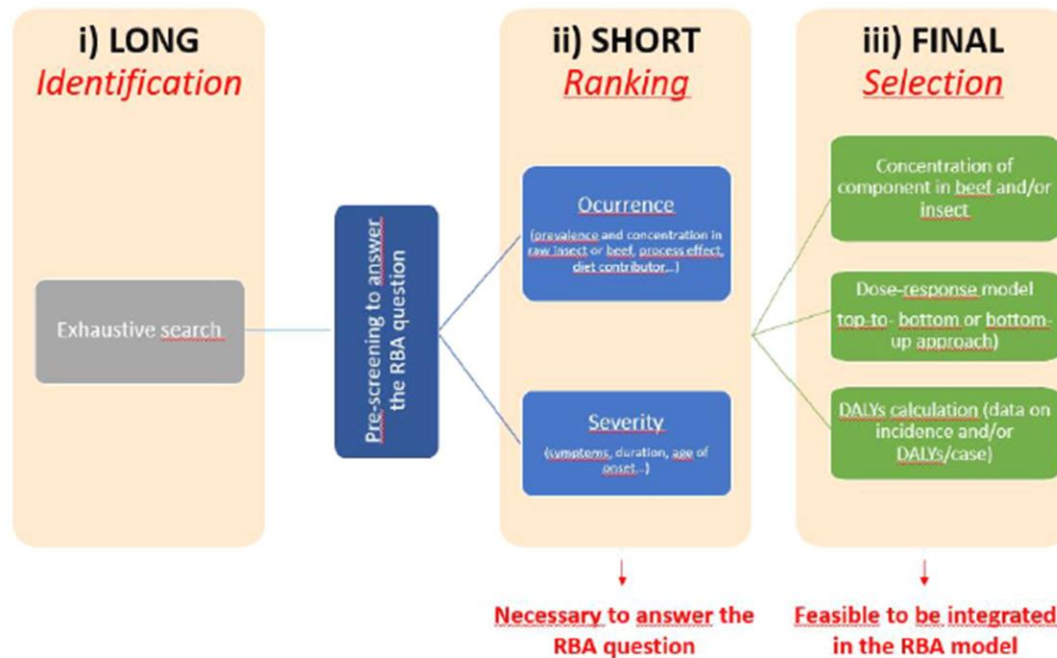 i) LONG
Identification
Exhaustive search
Pre-screening to answer
the RBA question
ii) SHORT
Ranking
Ocurrence
(prevalence and concentration in
raw insect or beef, process effect,
diet contributor...)
Severity
(symptoms, duration, age of
onset...)
Necessary to answer the
RBA question
iii) FINAL
Selection
Concentration of
component in beef and/or
insect
Dose-response model
top-to- bottom or bottom-
up approach)
DALYs calculation (data on
incidence and/or
DALYs/case)
Feasible to be integrated
in the RBA model